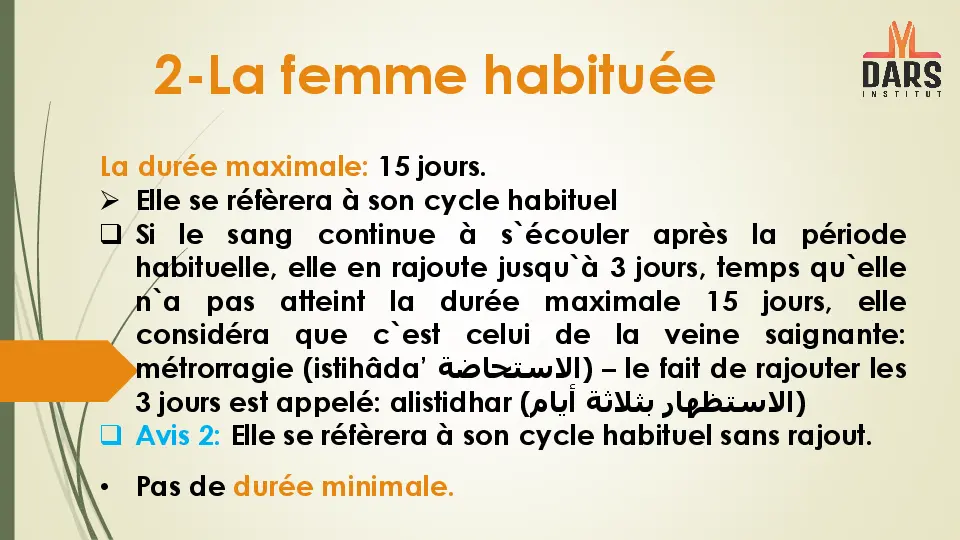 2-La femme habituée
DARS
INSTITUT
La durée maximale: 15 jours.
➢ Elle se réfèrera à son cycle habituel
❑ Si le sang continue à s`écouler après la période
habituelle, elle en rajoute jusqu`à 3 jours, temps qu`elle
n`a pas atteint la durée maximale 15 jours, elle
considéra que c`est celui de la veine saignante:
métrorragie (istihâda’ الاستحاضة) – le fait de rajouter les
3 jours est appelé: alistidhar (الاستظهار بثلاثة أيام)
❑ Avis 2: Elle se réfèrera à son cycle habituel sans rajout.
• Pas de durée minimale.